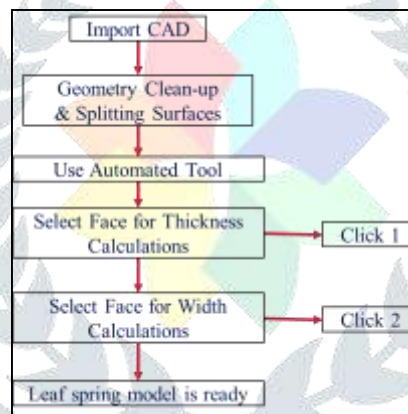 Import CAD
Geometry Clean-up
& Splitting Surfaces
Use Automated Tool
Select Face for Thickness
Calculations
Click 1
Select Face for Width
Calculations
Click 2
Leaf spring model is ready